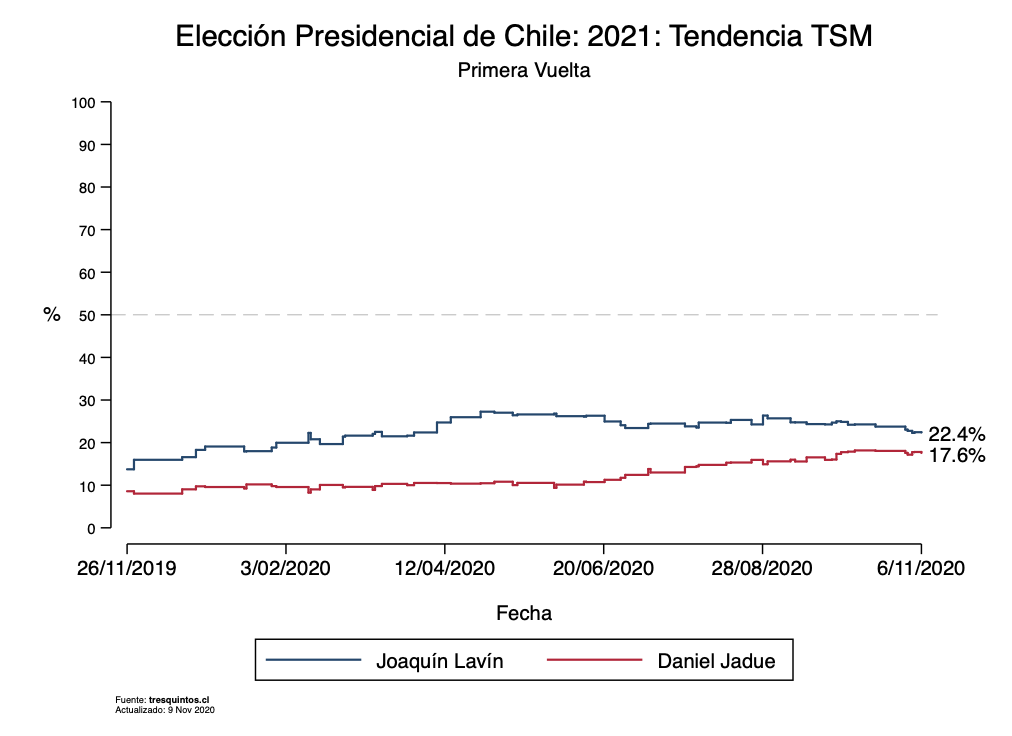 Elección Presidencial de Chile: 2021: Tendencia TSM
Primera Vuelta
100
90
80
70
60
% 50
40
30
20
10
0
22.4%
17.6%
26/11/2019 3/02/2020 12/04/2020 20/06/2020 28/08/2020 6/11/2020
Fecha
Joaquín Lavín Daniel Jadue
Fuente: tresquintos.cl
Actualizado: 9 Nov 2020